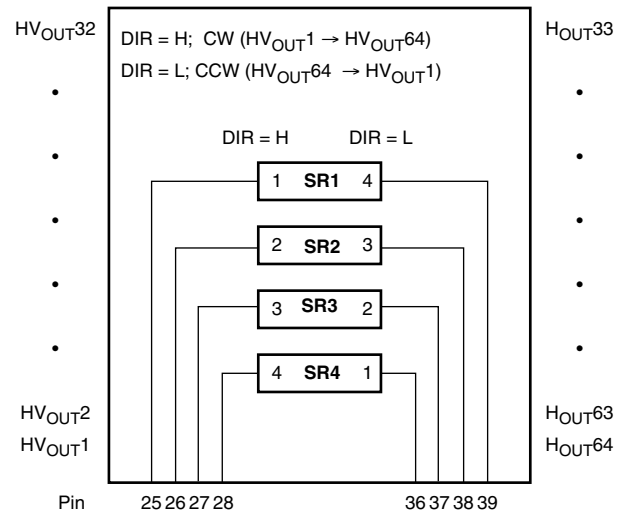 HVOUT32
HOUT33
DIR = H; CW (HVOUT1 → HVOUT64)
DIR = L; CCW (HVOUT64 → HVOUT1)
DIR = H DIR = L
1 SR1 4
2 SR2 3
3 SR3 2
4 SR4 1
HVOUT2
HOUT63
HVOUT1
HOUT64
Pin 25 26 27 28 36 37 38 39